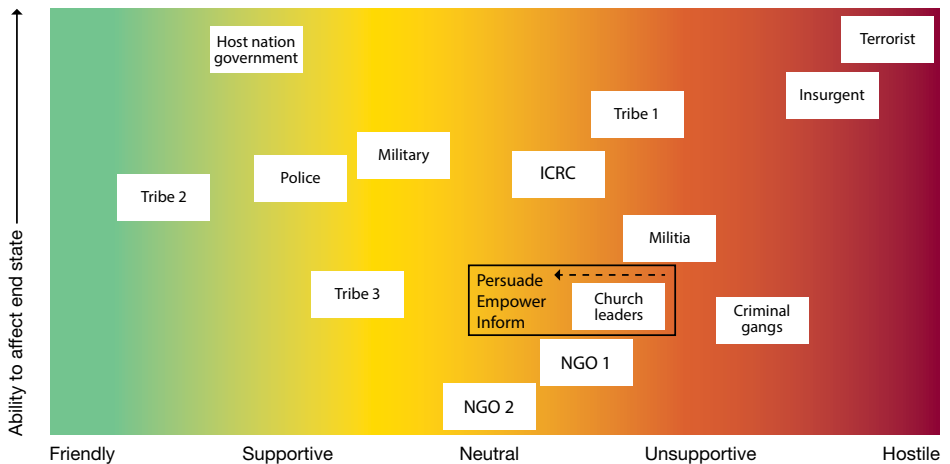 Ability to affect end state
Host nation
government
Terrorist
Insurgent
Tribe 1
Military
ICRC
Police
Tribe 2
Militia
Persuade
Empower
Inform
Church
leaders
Tribe 3
Criminal
gangs
NGO 1
NGO 2
Friendly
Supportive
Neutral
Unsupportive
Hostile